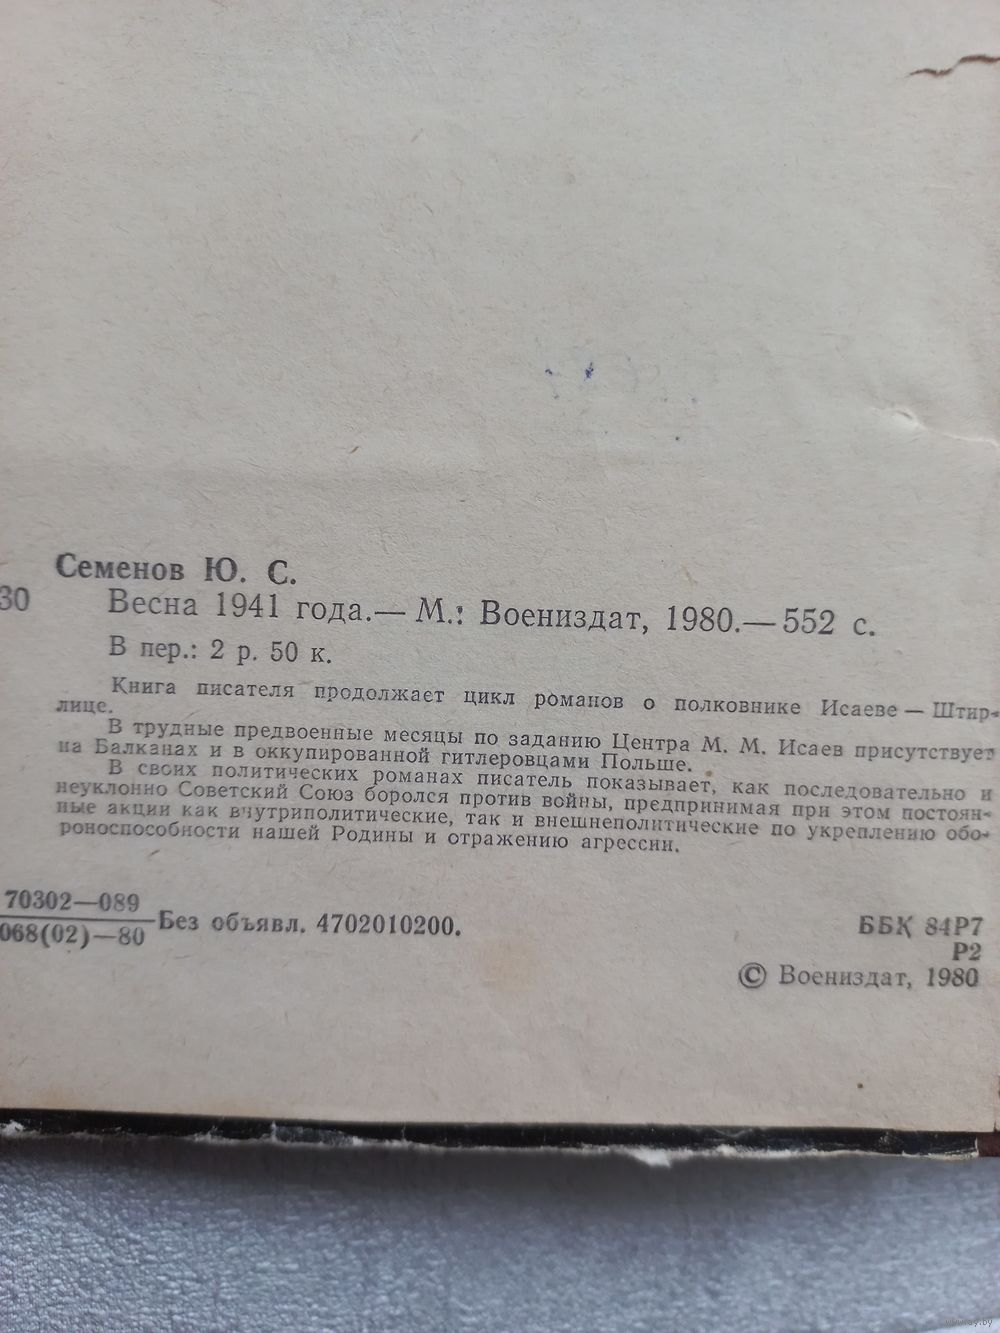 Семенов Ю. С.
30 Весна 1941 года.— М.: Воениздат, 1980.— 552 с.
В пер.: 2 р. 50 к.
Книга писателя продолжает цикл романов о полковнике Исаеве — Штир-
лице.
В трудные предвоенные месяцы по заданию Центра М. М. Исаев присутствует
на Балканах и в оккупированной гитлеровцами Польше.
В своих политических романах писатель показывает, как последовательно и
неуклонно Советский Союз боролся против войны, предпринимая при этом постоян-
ные акции как внутриполитические, так и внешнеполитические по укреплению обо-
роноспособности нашей Родины и отражению агрессии.
70302—089
068(02)—80 Без объявл. 4702010200.
ББК 84Р7
Р2
© Воениздат, 1980
www.ay.by